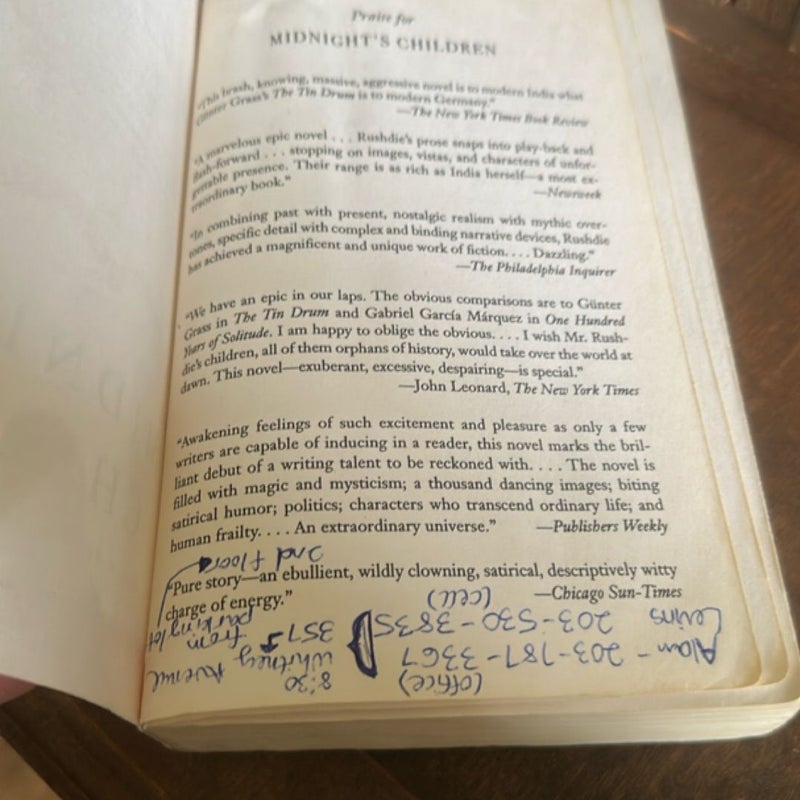 Praise for
MIDNIGHT'S CHILDREN
"This brash, knowing, massive, aggressive novel is to modern India what
Günter Grass's The Tin Drum is to modern Germany."
—The New York Times Book Review
"A marvelous epic novel . . . Rushdie's prose snaps into play-back and
flash-forward . . . stopping on images, vistas, and characters of unfor-
gettable presence. Their range is as rich as India herself—a most ex-
traordinary book."
—Newsweek
"In combining past with present, nostalgic realism with mythic over-
tones, specific detail with complex and binding narrative devices, Rushdie
has achieved a magnificent and unique work of fiction. . . . Dazzling."
—The Philadelphia Inquirer
"We have an epic in our laps. The obvious comparisons are to Günter
Grass in The Tin Drum and Gabriel García Márquez in One Hundred
Years of Solitude. I am happy to oblige the obvious. . . . I wish Mr. Rush-
die's children, all of them orphans of history, would take over the world at
dawn. This novel—exuberant, excessive, despairing—is special."
—John Leonard, The New York Times
"Awakening feelings of such excitement and pleasure as only a few
writers are capable of inducing in a reader, this novel marks the bril-
liant debut of a writing talent to be reckoned with. . . . The novel is
filled with magic and mysticism; a thousand dancing images; biting
satirical humor; politics; characters who transcend ordinary life; and
human frailty. . . . An extraordinary universe." —Publishers Weekly
"Pure story—an ebullient, wildly clowning, satirical, descriptively witty
charge of energy." —Chicago Sun-Times
(office)
Alan - 203-787-3367
Levins 203-530-3835
(cell)
8:30
Whitney Avenue
357
from
parking lot
2nd Floor